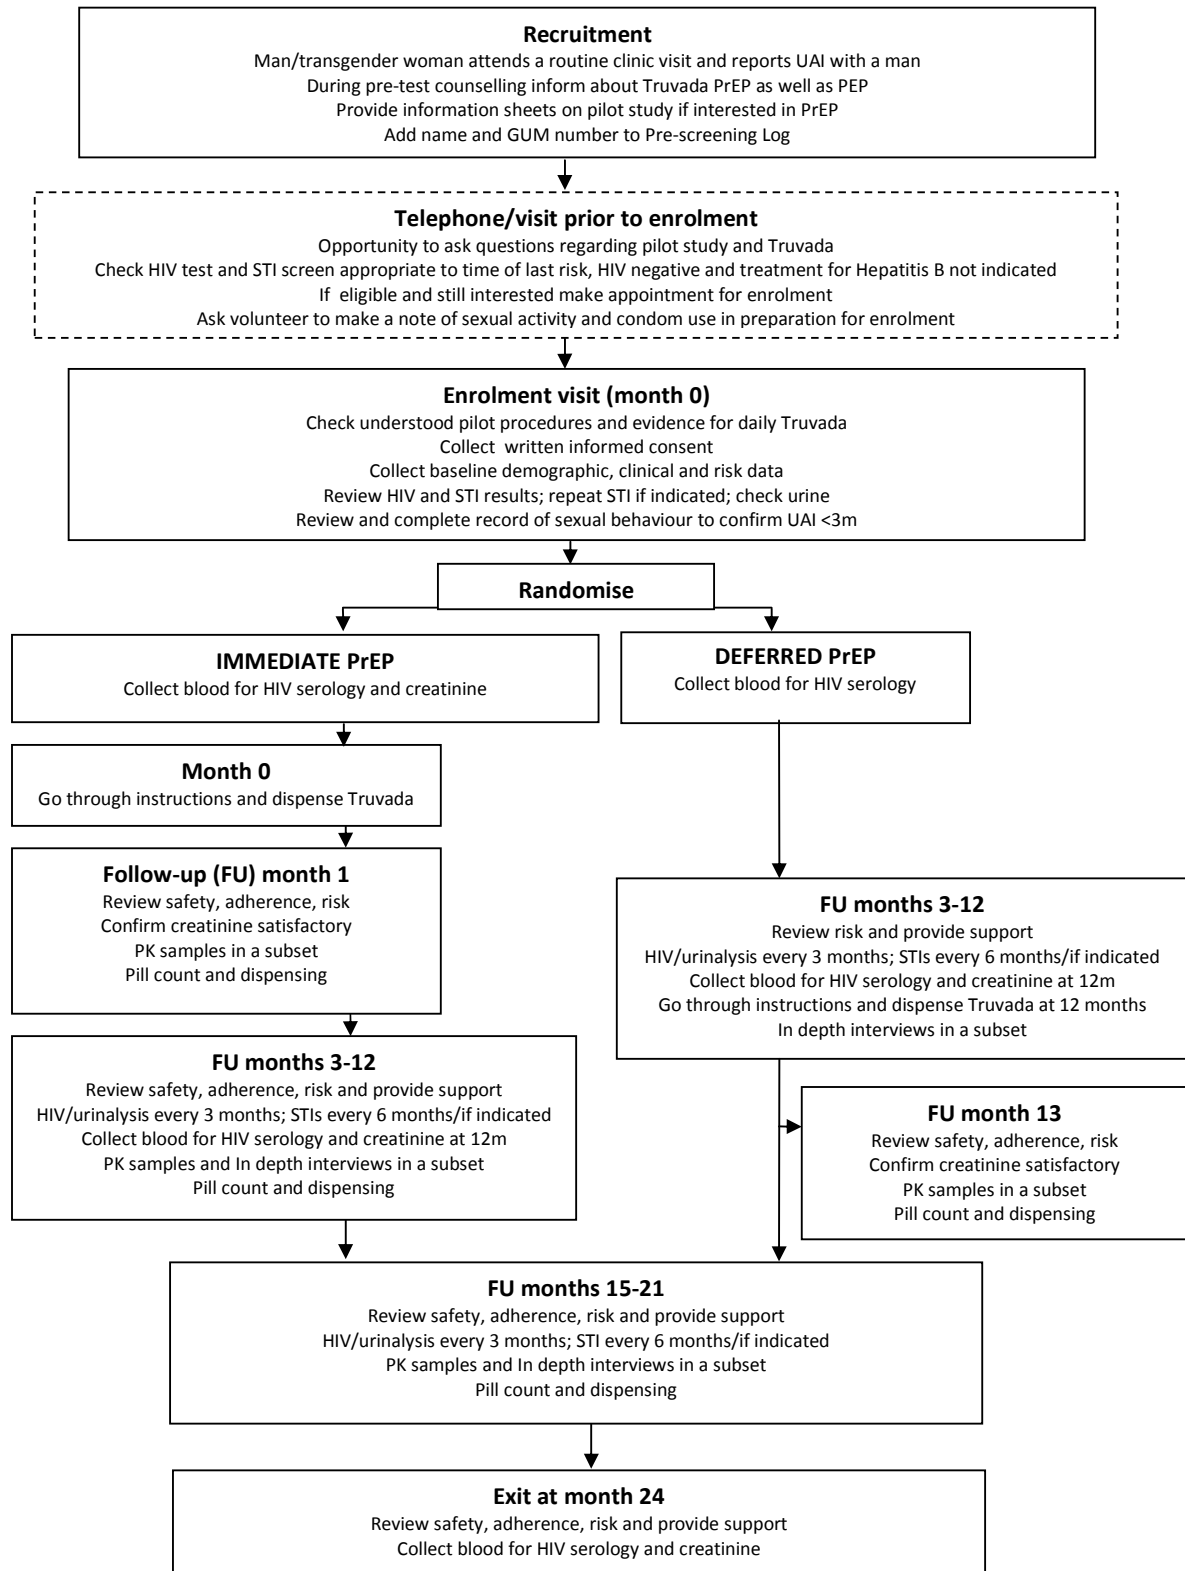 Recruitment
Man/transgender woman attends a routine clinic visit and reports UAI with a man
During pre-test counselling inform about Truvada PrEP as well as PEP
Provide information sheets on pilot study if interested in PrEP
Add name and GUM number to Pre-screening Log
Telephone/visit prior to enrolment
Opportunity to ask questions regarding pilot study and Truvada
Check HIV test and STI screen appropriate to time of last risk, HIV negative and treatment for Hepatitis B not indicated
If eligible and still interested make appointment for enrolment
Ask volunteer to make a note of sexual activity and condom use in preparation for enrolment
Enrolment visit (month 0)
Check understood pilot procedures and evidence for daily Truvada
Collect written informed consent
Collect baseline demographic, clinical and risk data
Review HIV and STI results; repeat STI if indicated; check urine
Review and complete record of sexual behaviour to confirm UAI <3m
Randomise
IMMEDIATE PrEP
Collect blood for HIV serology and creatinine
DEFERRED PrEP
Collect blood for HIV serology
Month 0
Go through instructions and dispense Truvada
Follow-up (FU) month 1
Review safety, adherence, risk
Confirm creatinine satisfactory
PK samples in a subset
Pill count and dispensing
FU months 3-12
Review risk and provide support
HIV/urinalysis every 3 months; STIs every 6 months/if indicated
Collect blood for HIV serology and creatinine at 12m
Go through instructions and dispense Truvada at 12 months
In depth interviews in a subset
FU months 3-12
Review safety, adherence, risk and provide support
HIV/urinalysis every 3 months; STIs every 6 months/if indicated
Collect blood for HIV serology and creatinine at 12m
PK samples and In depth interviews in a subset
Pill count and dispensing
FU month 13
Review safety, adherence, risk
Confirm creatinine satisfactory
PK samples in a subset
Pill count and dispensing
FU months 15-21
Review safety, adherence, risk and provide support
HIV/urinalysis every 3 months; STI every 6 months/if indicated
PK samples and In depth interviews in a subset
Pill count and dispensing
Exit at month 24
Review safety, adherence, risk and provide support
Collect blood for HIV serology and creatinine